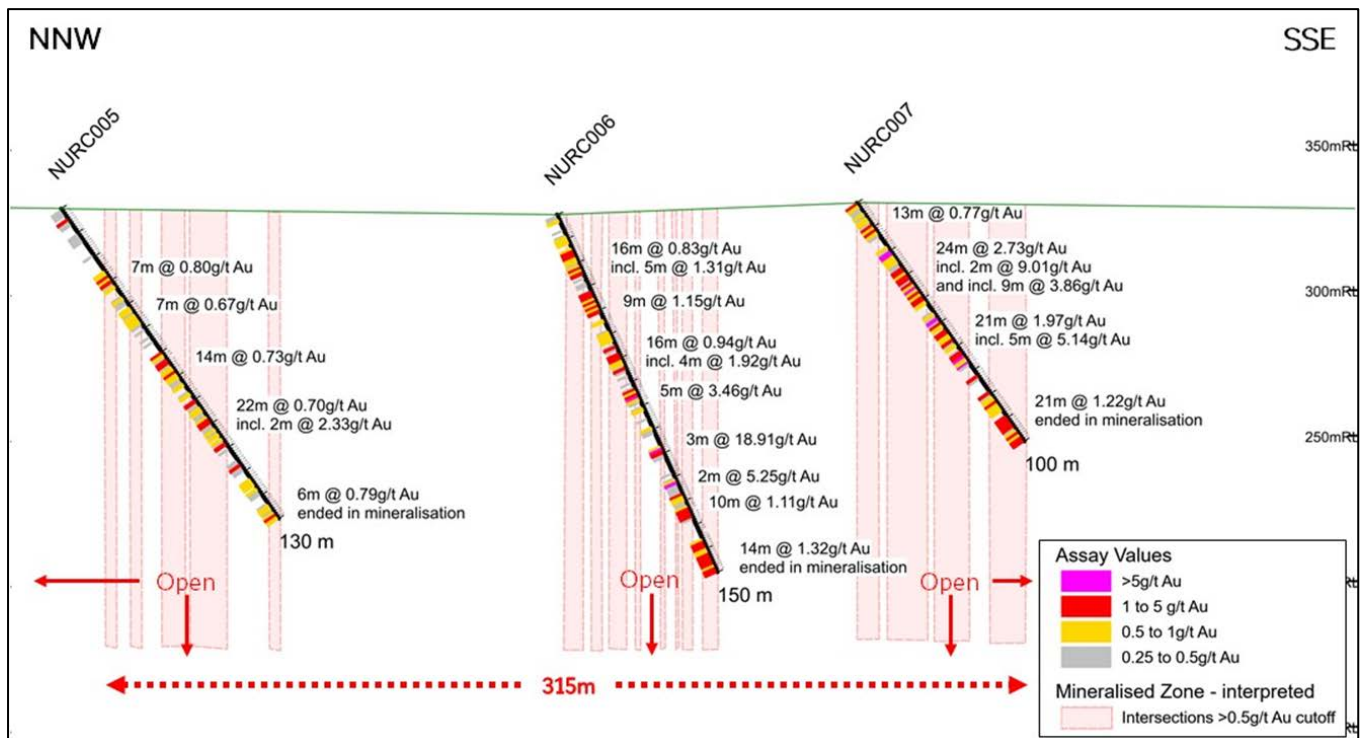 NNW
SSE
NURC005
NURC006
NURC007
350mRL
300mRL
250mRL
7m @ 0.80g/t Au
7m @ 0.67g/t Au
14m @ 0.73g/t Au
22m @ 0.70g/t Au
incl. 2m @ 2.33g/t Au
6m @ 0.79g/t Au
ended in mineralisation
130 m
16m @ 0.83g/t Au
incl. 5m @ 1.31g/t Au
9m @ 1.15g/t Au
16m @ 0.94g/t Au
incl. 4m @ 1.92g/t Au
5m @ 3.46g/t Au
3m @ 18.91g/t Au
2m @ 5.25g/t Au
10m @ 1.11g/t Au
14m @ 1.32g/t Au
ended in mineralisation
150 m
13m @ 0.77g/t Au
24m @ 2.73g/t Au
incl. 2m @ 9.01g/t Au
and incl. 9m @ 3.86g/t Au
21m @ 1.97g/t Au
incl. 5m @ 5.14g/t Au
21m @ 1.22g/t Au
ended in mineralisation
100 m
Open
Open
Open
315m
Assay Values
>5g/t Au
1 to 5 g/t Au
0.5 to 1g/t Au
0.25 to 0.5g/t Au
Mineralised Zone - interpreted
Intersections >0.5g/t Au cutoff